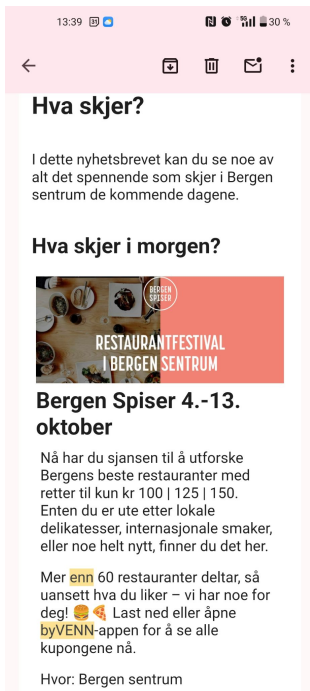 13:39 31 5G 30 %
Hva skjer?
I dette nyhetsbrevet kan du se noe av
alt det spennende som skjer i Bergen
sentrum de kommende dagene.
Hva skjer i morgen?
BERGEN
SPISER
RESTAURANTFESTIVAL
I BERGEN SENTRUM
Bergen Spiser 4.-13.
oktober
Nå har du sjansen til å utforske
Bergens beste restauranter med
retter til kun kr 100 | 125 | 150.
Enten du er ute etter lokale
delikatesser, internasjonale smaker,
eller noe helt nytt, finner du det her.
Mer enn 60 restauranter deltar, så
uansett hva du liker – vi har noe for
deg! 🍔🍕 Last ned eller åpne
byVENN-appen for å se alle
kupongene nå.
Hvor: Bergen sentrum